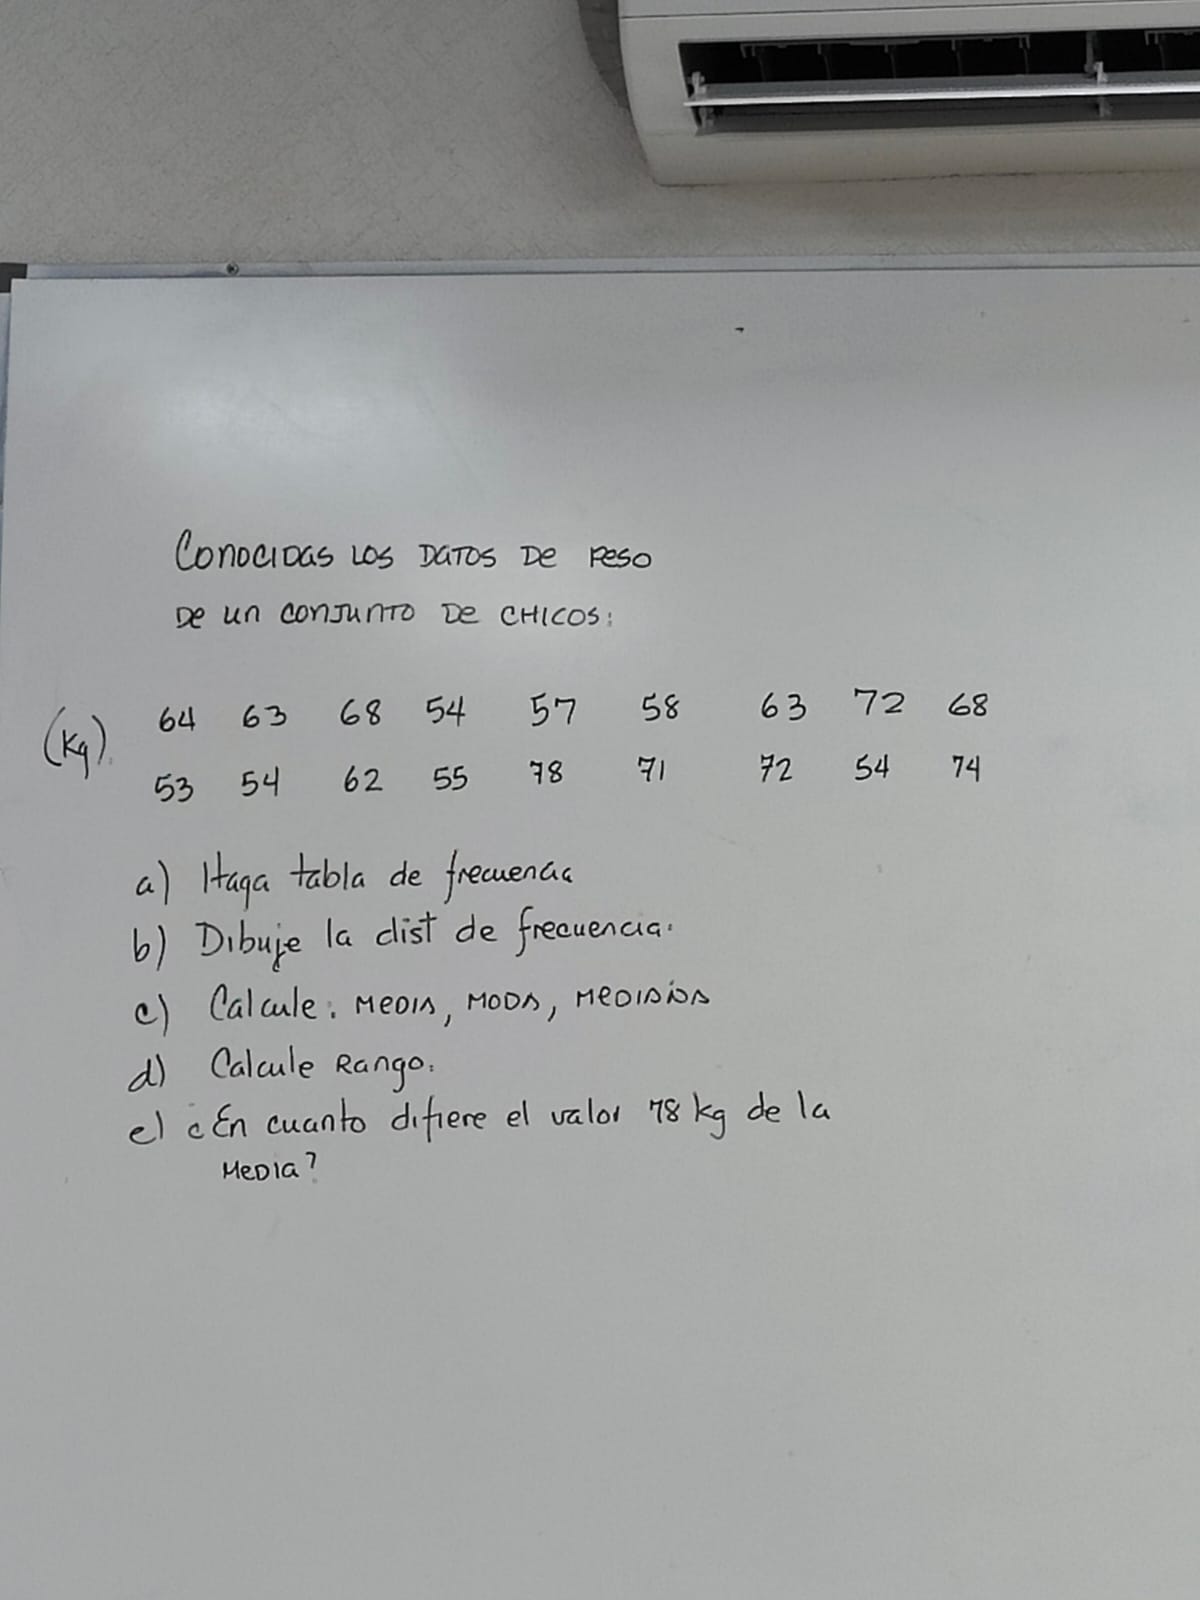 CONOCIDAS LOS DATOS DE PESO
DE UN CONJUNTO DE CHICOS:
(Kg). 64 63 68 54 57 58 63 72 68
53 54 62 55 78 71 72 54 74
a) Haga tabla de frecuencia
b) Dibuje la dist de frecuencia.
c) Calcule: MEDIA, MODA, MEDIANA
d) Calcule Rango.
e) ¿En cuanto difiere el valor 78 kg de la
MEDIA?